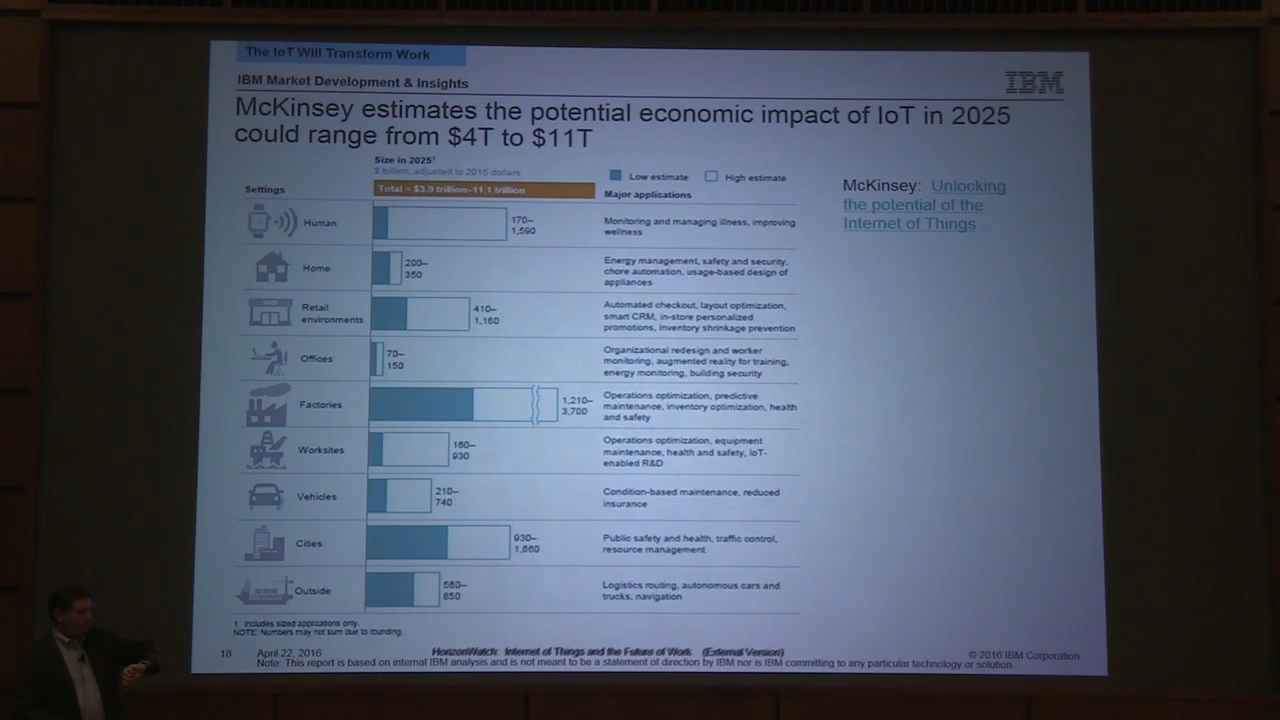 The IoT Will Transform Work
IBM Market Development & Insights
IBM
McKinsey estimates the potential economic impact of IoT in 2025
could range from $4T to $11T
Size in 2025¹
$ billion, adjusted to 2015 dollars
Settings
Total = $3.9 trillion–11.1 trillion
Low estimate
High estimate
Major applications
McKinsey: Unlocking
the potential of the
Internet of Things
Human
170–
1,590
Monitoring and managing illness, improving
wellness
Home
200–
350
Energy management, safety and security,
chore automation, usage-based design of
appliances
Retail
environments
410–
1,160
Automated checkout, layout optimization,
smart CRM, in-store personalized
promotions, inventory shrinkage prevention
Offices
70–
150
Organizational redesign and worker
monitoring, augmented reality for training,
energy monitoring, building security
Factories
1,210–
3,700
Operations optimization, predictive
maintenance, inventory optimization, health
and safety
Worksites
160–
930
Operations optimization, equipment
maintenance, health and safety, IoT-
enabled R&D
Vehicles
210–
740
Condition-based maintenance, reduced
insurance
Cities
930–
1,660
Public safety and health, traffic control,
resource management
Outside
560–
850
Logistics routing, autonomous cars and
trucks, navigation
1 Includes sized applications only.
NOTE: Numbers may not sum due to rounding.
18
April 22, 2016
HorizonWatch: Internet of Things and the Future of Work (External Version)
© 2016 IBM Corporation
Note: This report is based on internal IBM analysis and is not meant to be a statement of direction by IBM nor is IBM committing to any particular technology or solution.